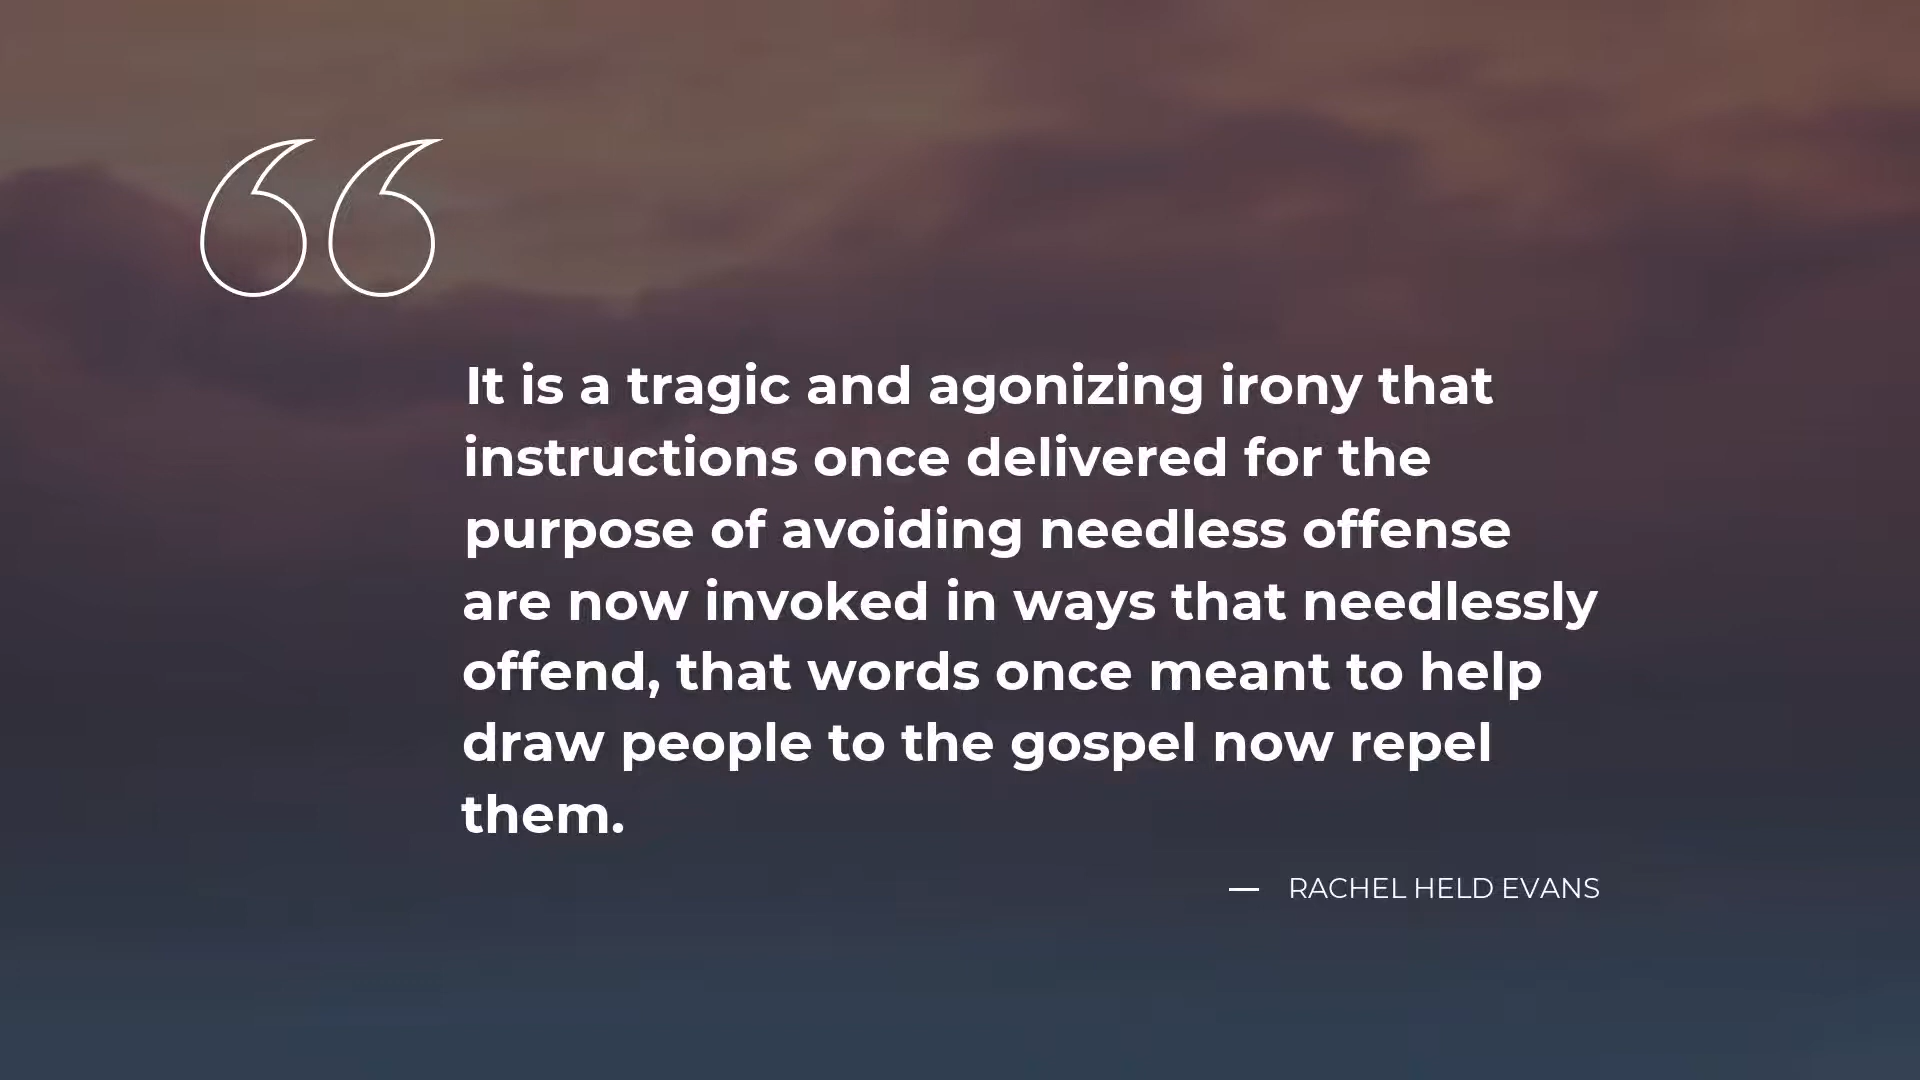 “
It is a tragic and agonizing irony that
instructions once delivered for the
purpose of avoiding needless offense
are now invoked in ways that needlessly
offend, that words once meant to help
draw people to the gospel now repel
them.
— RACHEL HELD EVANS